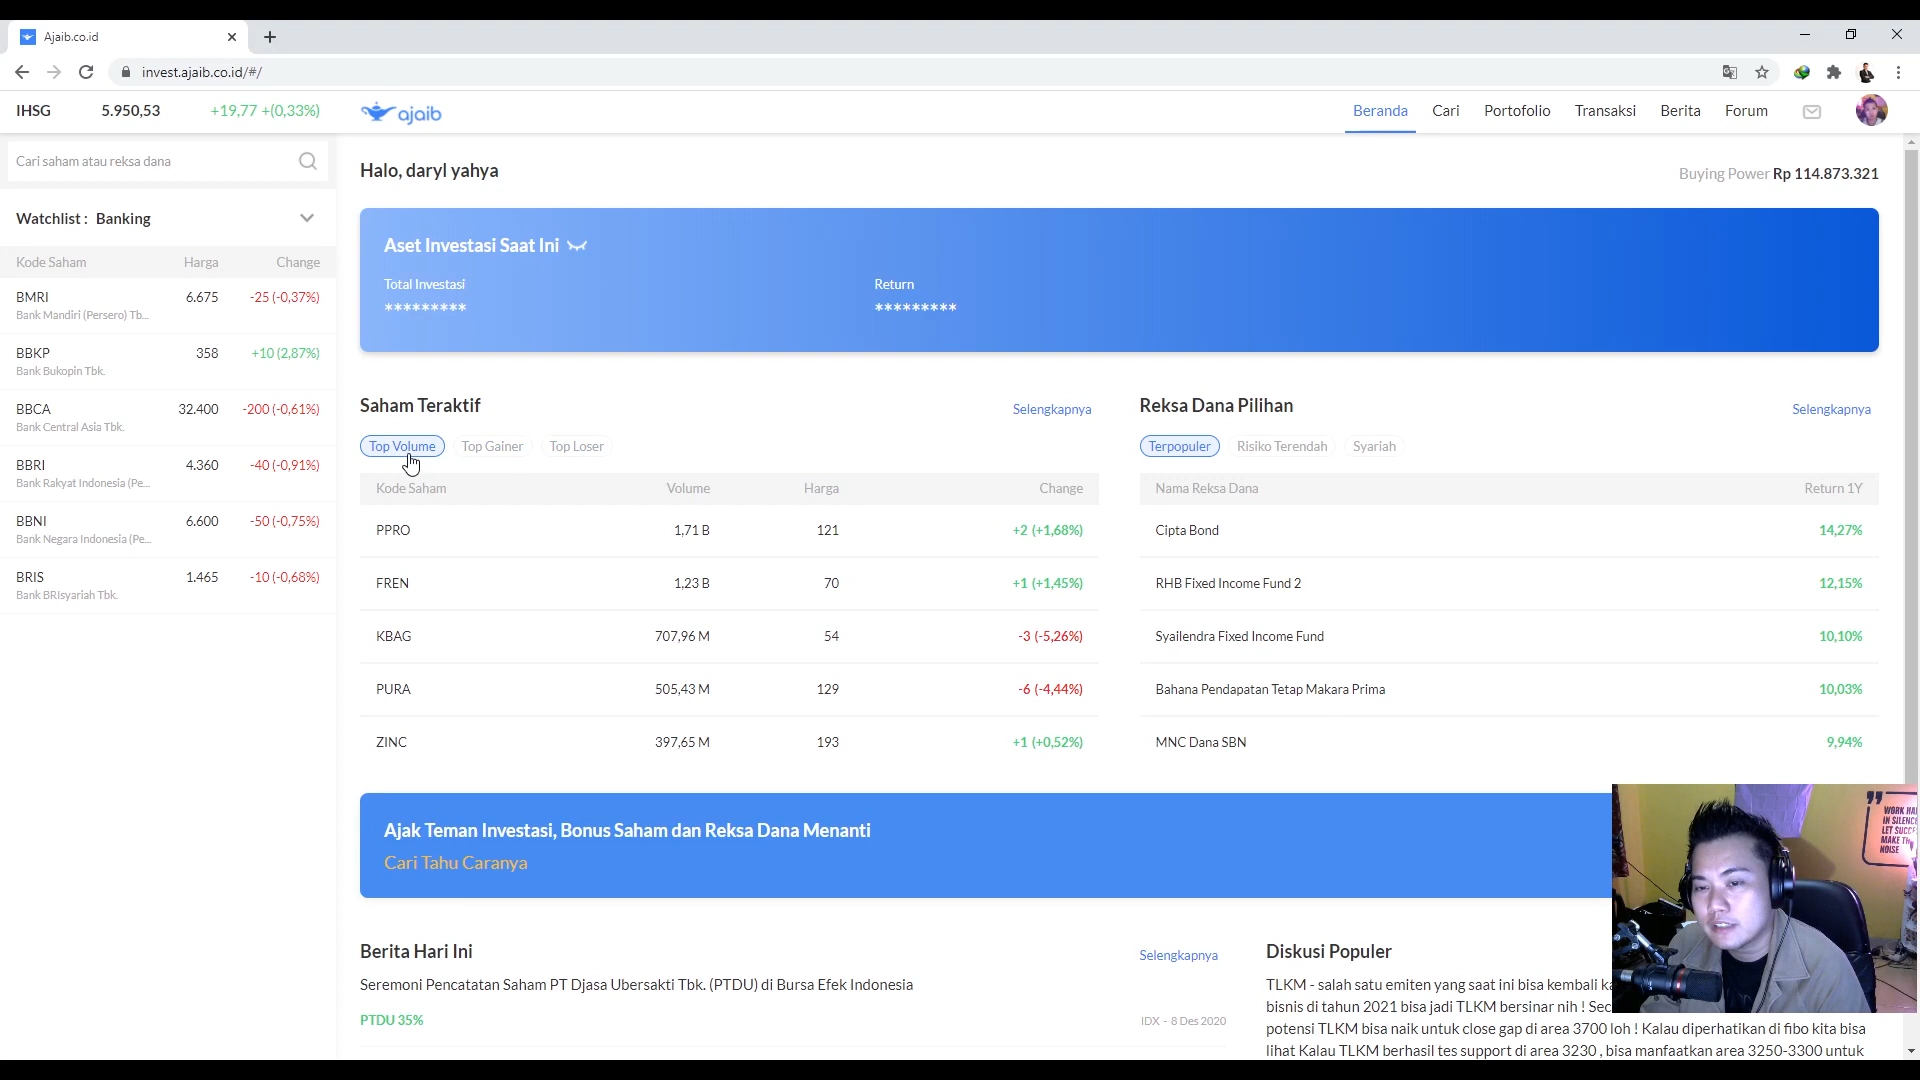 Ajaib.co.id
invest.ajaib.co.id/#/
IHSG 5.950,53 +19,77 +(0,33%)
ajaib
Beranda Cari Portofolio Transaksi Berita Forum
Cari saham atau reksa dana
Watchlist : Banking
Kode Saham Harga Change
BMRI 6.675 -25 (-0,37%)
Bank Mandiri (Persero) Tb...
BBKP 358 +10 (2,87%)
Bank Bukopin Tbk.
BBCA 32.400 -200 (-0,61%)
Bank Central Asia Tbk.
BBRI 4.360 -40 (-0,91%)
Bank Rakyat Indonesia (Pe...
BBNI 6.600 -50 (-0,75%)
Bank Negara Indonesia (Pe...
BRIS 1.465 -10 (-0,68%)
Bank BRIsyariah Tbk.
Halo, daryl yahya
Buying Power Rp 114.873.321
Aset Investasi Saat Ini
Total Investasi Return
********* *********
Saham Teraktif Selengkapnya
Top Volume Top Gainer Top Loser
Kode Saham Volume Harga Change
PPRO 1,71 B 121 +2 (+1,68%)
FREN 1,23 B 70 +1 (+1,45%)
KBAG 707,96 M 54 -3 (-5,26%)
PURA 505,43 M 129 -6 (-4,44%)
ZINC 397,65 M 193 +1 (+0,52%)
Reksa Dana Pilihan Selengkapnya
Terpopuler Risiko Terendah Syariah
Nama Reksa Dana Return 1Y
Cipta Bond 14,27%
RHB Fixed Income Fund 2 12,15%
Syailendra Fixed Income Fund 10,10%
Bahana Pendapatan Tetap Makara Prima 10,03%
MNC Dana SBN 9,94%
Ajak Teman Investasi, Bonus Saham dan Reksa Dana Menanti
Cari Tahu Caranya
Berita Hari Ini Selengkapnya
Seremoni Pencatatan Saham PT Djasa Ubersakti Tbk. (PTDU) di Bursa Efek Indonesia
PTDU 35% IDX - 8 Des 2020
Diskusi Populer
TLKM - salah satu emiten yang saat ini bisa kembali
bisnis di tahun 2021 bisa jadi TLKM bersinar nih !
potensi TLKM bisa naik untuk close gap di area 3700 loh ! Kalau diperhatikan di fibo kita bisa
lihat Kalau TLKM berhasil tes support di area 3230 , bisa manfaatkan area 3250-3300 untuk
WORK
IN SILENCE
LET
MAKE
NOISE